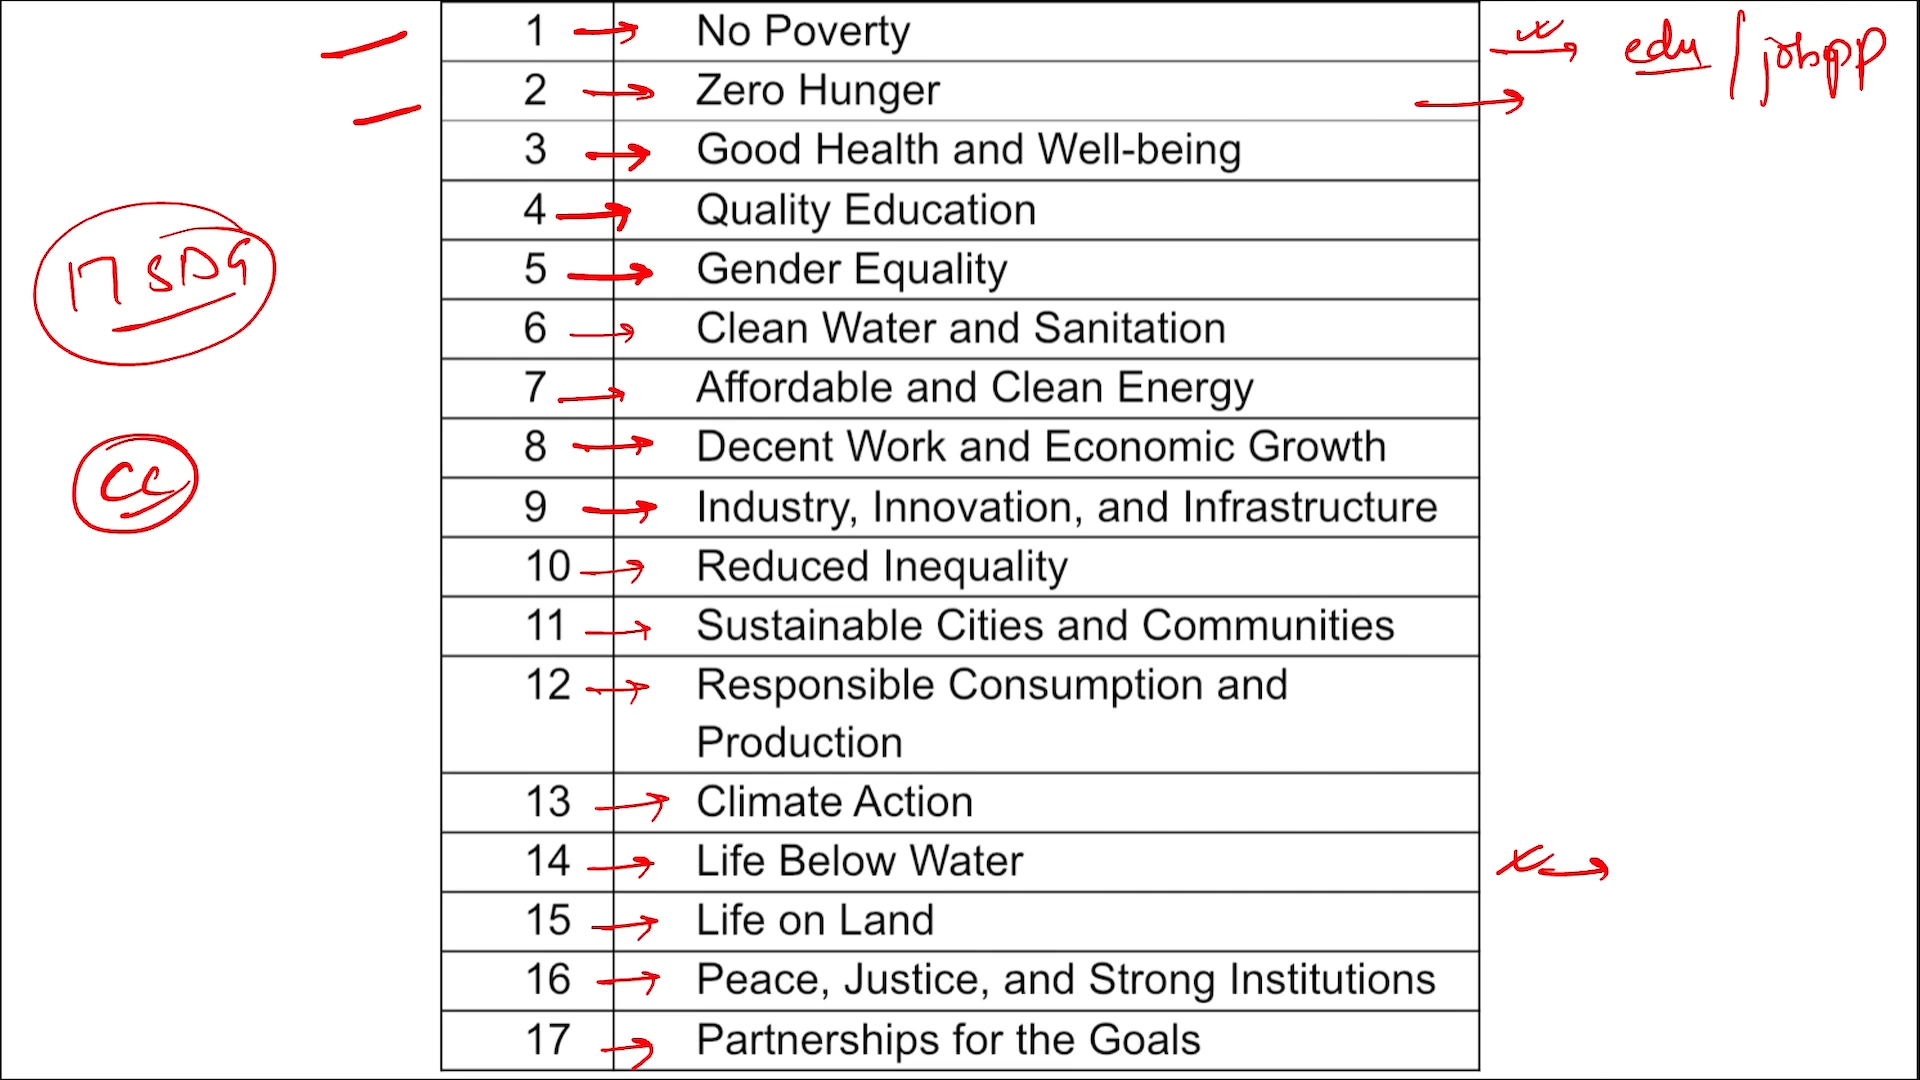 1 No Poverty
edu / jobopp
2 Zero Hunger
3 Good Health and Well-being
4 Quality Education
17 SDG
5 Gender Equality
6 Clean Water and Sanitation
7 Affordable and Clean Energy
8 Decent Work and Economic Growth
CC
9 Industry, Innovation, and Infrastructure
10 Reduced Inequality
11 Sustainable Cities and Communities
12 Responsible Consumption and
Production
13 Climate Action
14 Life Below Water
15 Life on Land
16 Peace, Justice, and Strong Institutions
17 Partnerships for the Goals